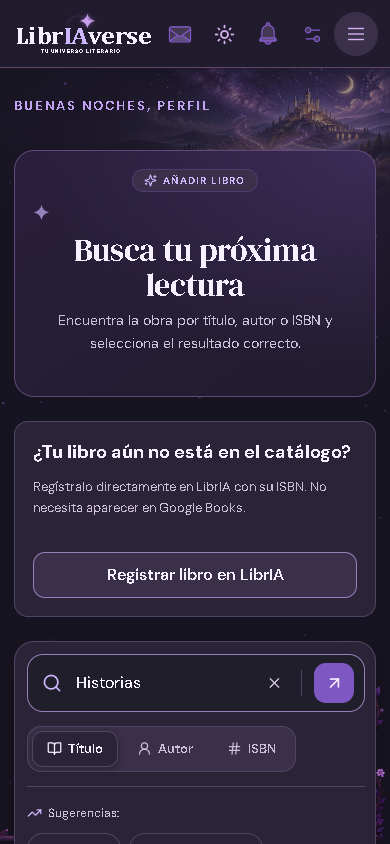 LibrIAverse
TU UNIVERSO LITERARIO
BUENAS NOCHES, PERFIL
AÑADIR LIBRO
Busca tu próxima
lectura
Encuentra la obra por título, autor o ISBN y
selecciona el resultado correcto.
¿Tu libro aún no está en el catálogo?
Regístralo directamente en LibrIA con su ISBN. No
necesita aparecer en Google Books.
Registrar libro en LibrIA
Historias
Título Autor ISBN
Sugerencias: